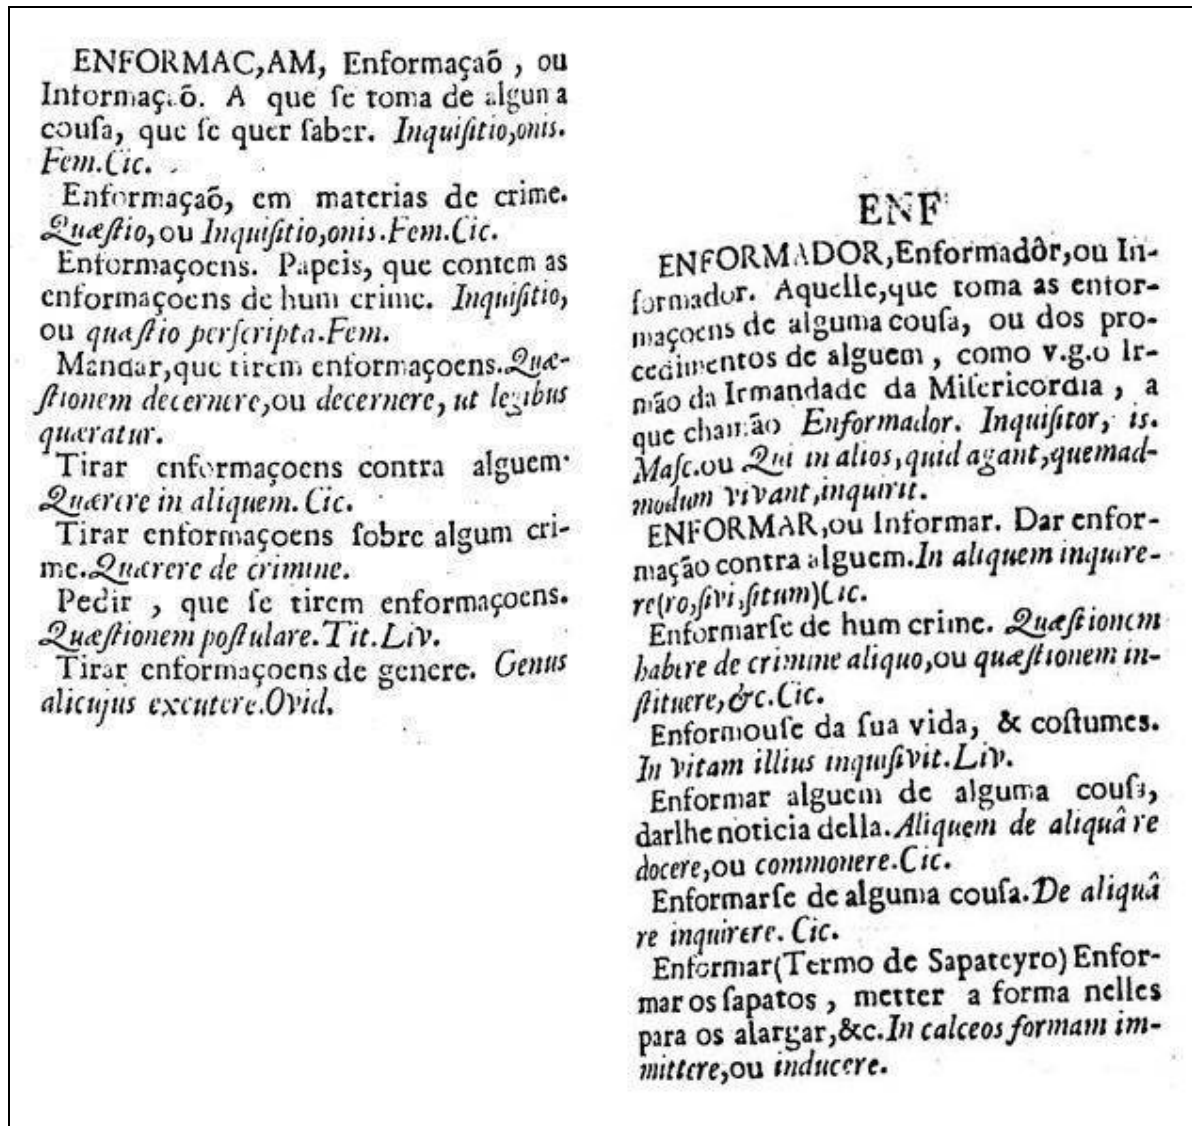 ENFORMAC,AM, Enformaçaõ , ou
Informaçaõ. A que ſe toma de alguna
couſa, que ſe quer ſaber. Inquiſitio,onis.
Fem.Cic.
Enformaçaõ, em materias de crime.
Quæſtio,ou Inquiſitio,onis.Fem.Cic.
Enformaçoens. Papeis, que contem as
enformaçoens de hum crime. Inquiſitio,
ou quæſtio perſcripta.Fem.
Mandar,que tirem enformaçoens.Quæ-
ſtionem decernere,ou decernere, ut legibus
quæratur.
Tirar enformaçoens contra alguem.
Quærere in aliquem. Cic.
Tirar enformaçoens ſobre algum cri-
me.Quærere de crimine.
Pedir , que ſe tirem enformaçoens.
Quæſtionem poſtulare.Tit.Liv.
Tirar enformaçoens de genere. Genus
alicujus excutere.Ovid.
ENF
ENFORMADOR,Enformadôr,ou In-
formador. Aquelle,que toma as enfor-
maçoens de alguma couſa, ou dos pro-
cedimentos de alguem , como v.g.o Ir-
mão da Irmandade da Miſericordia , a
que chamão Enformador. Inquiſitor, is.
Maſc.ou Qui in alios,quid agant,quemad-
modum vivant,inquirit.
ENFORMAR,ou Informar. Dar enfor-
mação contra alguem.In aliquem inquire-
re(ro,ſivi,ſitum)Cic.
Enformarſe de hum crime. Quæſtionem
habere de crimine aliquo,ou quæſtionem in-
ſtituere,&c.Cic.
Enformouſe da ſua vida, & coſtumes.
In vitam illius inquiſivit.Liv.
Enformar alguem de alguma couſa,
darlhe noticia della.Aliquem de aliquâ re
docere,ou commonere.Cic.
Enformarſe de alguma couſa.De aliquâ
re inquirere. Cic.
Enformar(Termo de Sapateyro) Enfor-
mar os ſapatos , metter a forma nelles
para os alargar,&c.In calceos formam im-
mittere,ou inducere.